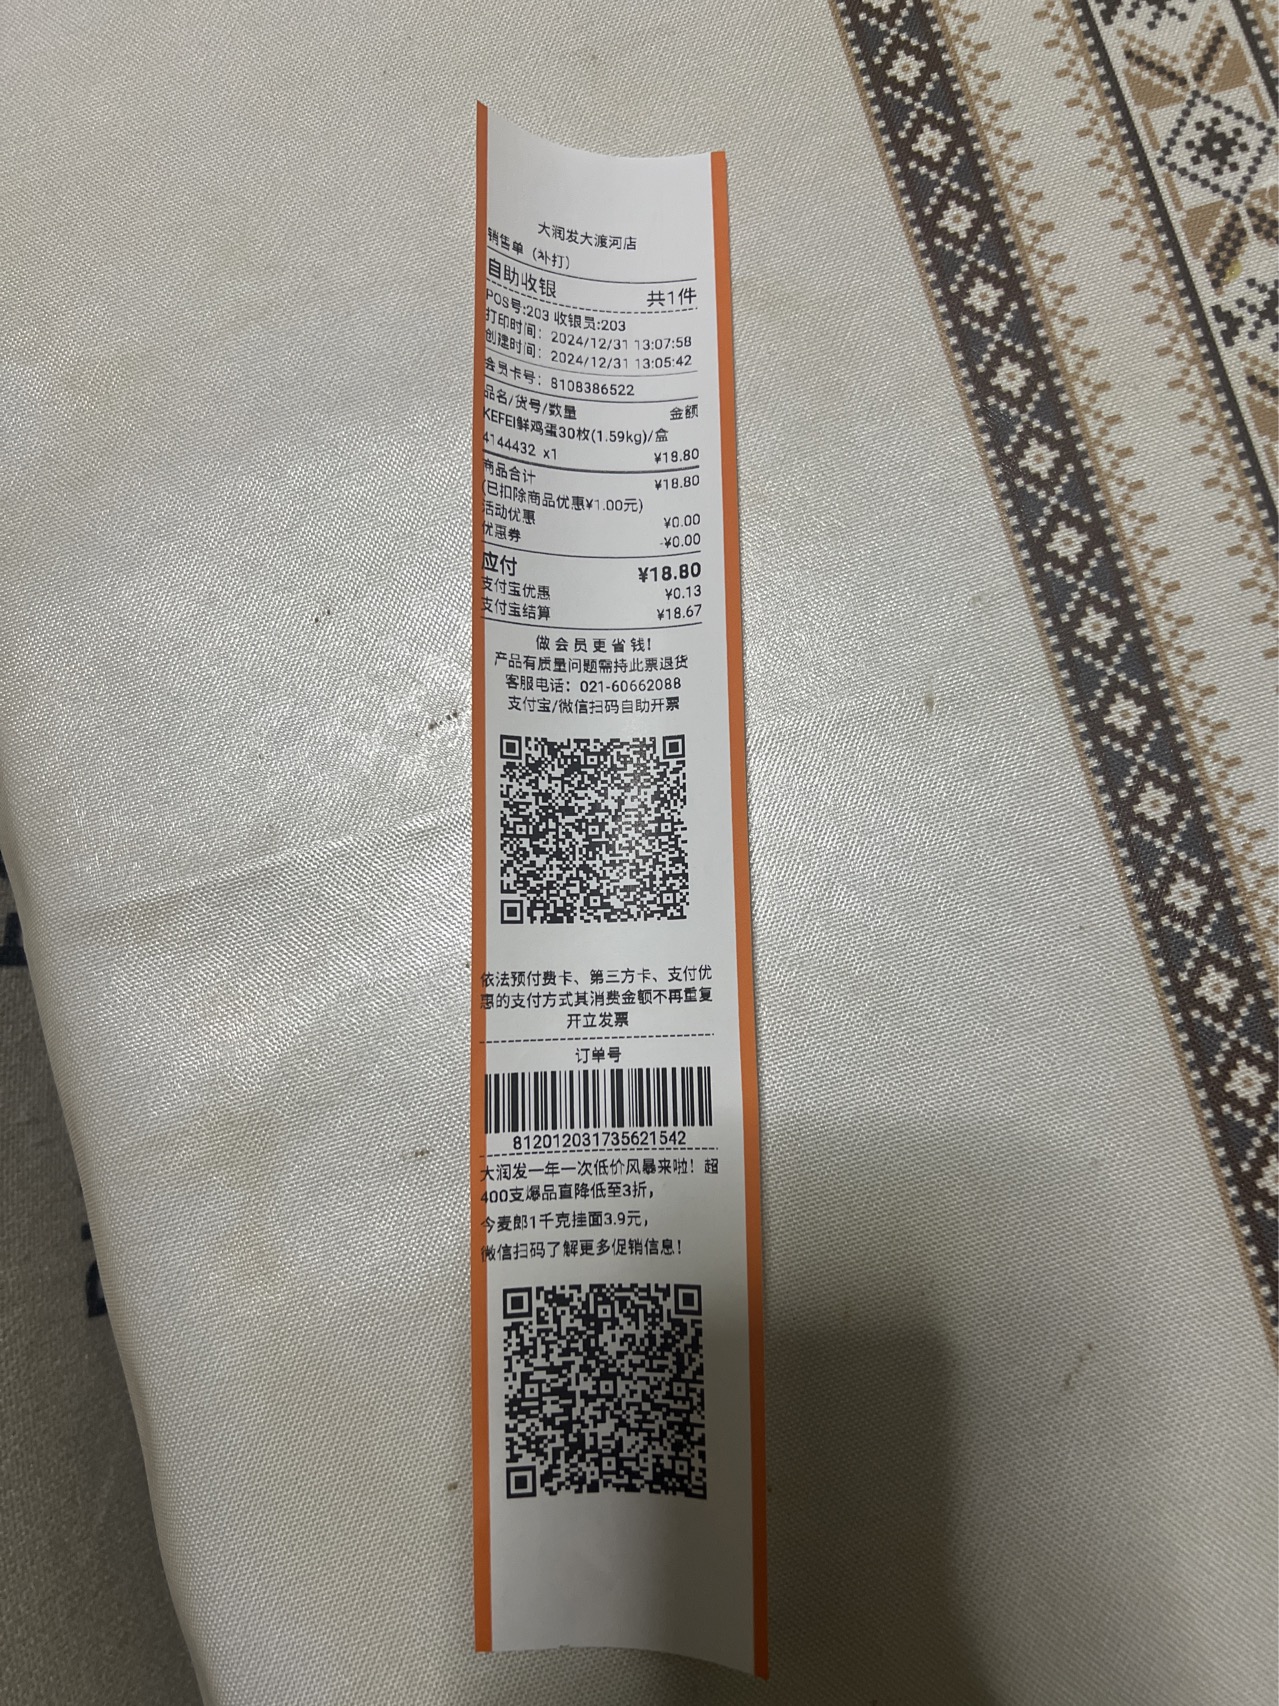 大润发大渡河店
销售单（补打）
自助收银 共1件
POS号:203 收银员:203
打印时间： 2024/12/31 13:07:58
创建时间： 2024/12/31 13:05:42
会员卡号： 8108386522
品名/货号/数量 金额
KEFEI鲜鸡蛋30枚(1.59kg)/盒
4144432 x1 ¥18.80
商品合计 ¥18.80
(已扣除商品优惠¥1.00元)
活动优惠 ¥0.00
优惠券 -¥0.00
应付 ¥18.80
支付宝优惠 ¥0.13
支付宝结算 ¥18.67
做会员更省钱！
产品有质量问题需持此票退货
客服电话：021-60662088
支付宝/微信扫码自助开票
依法预付费卡、第三方卡、支付优
惠的支付方式其消费金额不再重复
开立发票
订单号
812012031735621542
大润发一年一次低价风暴来啦！超
400支爆品直降低至3折，
今麦郎1千克挂面3.9元，
微信扫码了解更多促销信息！